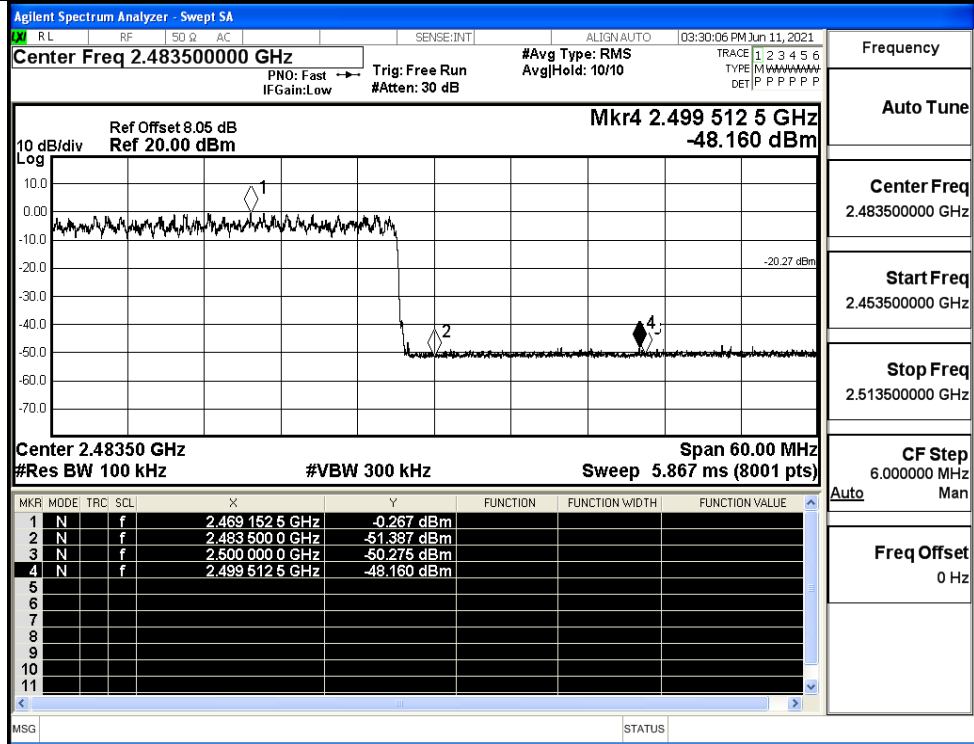 Agilent Spectrum Analyzer - Swept SA
LXI RL RF 50 Ω AC SENSE:INT ALIGNAUTO 03:30:06 PM Jun 11, 2021
Center Freq 2.483500000 GHz
PNO: Fast
IFGain:Low
Trig: Free Run
#Atten: 30 dB
#Avg Type: RMS
Avg|Hold: 10/10
TRACE 1 2 3 4 5 6
TYPE M WWWWW
DET P P P P P P
Frequency
Auto Tune
Center Freq
2.483500000 GHz
Start Freq
2.453500000 GHz
Stop Freq
2.513500000 GHz
CF Step
6.000000 MHz
Auto Man
Freq Offset
0 Hz
Mkr4 2.499 512 5 GHz
-48.160 dBm
Ref Offset 8.05 dB
10 dB/div Ref 20.00 dBm
Log
10.0
0.00
-10.0
-20.0
-30.0
-40.0
-50.0
-60.0
-70.0
1
2
4
-20.27 dBm
Center 2.48350 GHz Span 60.00 MHz
#Res BW 100 kHz #VBW 300 kHz Sweep 5.867 ms (8001 pts)
MKR MODE TRC SCL X Y FUNCTION FUNCTION WIDTH FUNCTION VALUE
1 N f 2.469 152 5 GHz -0.267 dBm
2 N f 2.483 500 0 GHz -51.387 dBm
3 N f 2.500 000 0 GHz -50.275 dBm
4 N f 2.499 512 5 GHz -48.160 dBm
5
6
7
8
9
10
11
MSG STATUS